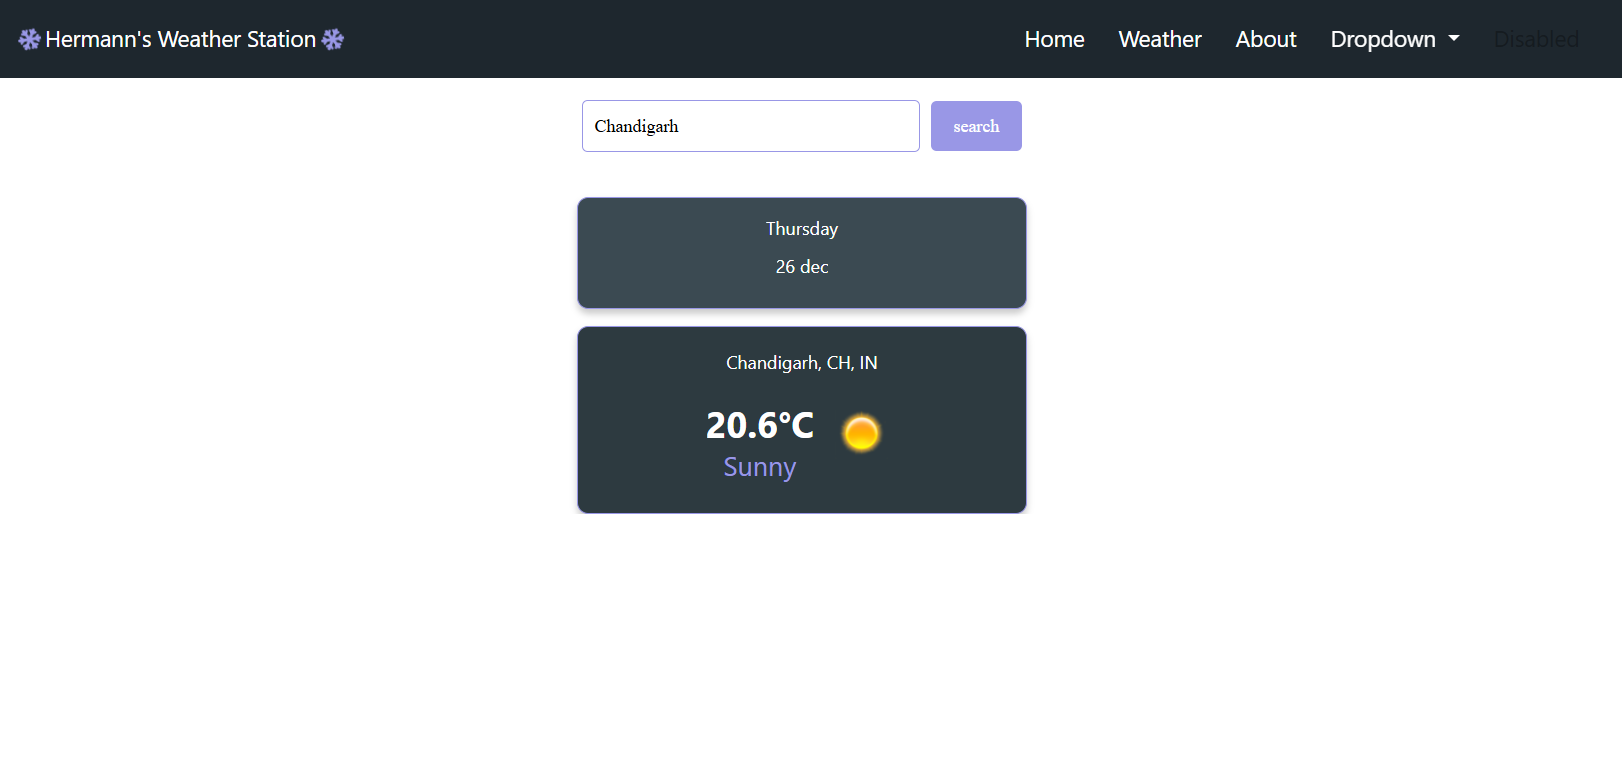 Hermann's Weather Station
Home Weather About Dropdown Disabled
Chandigarh search
Thursday
26 dec
Chandigarh, CH, IN
20.6°C
Sunny